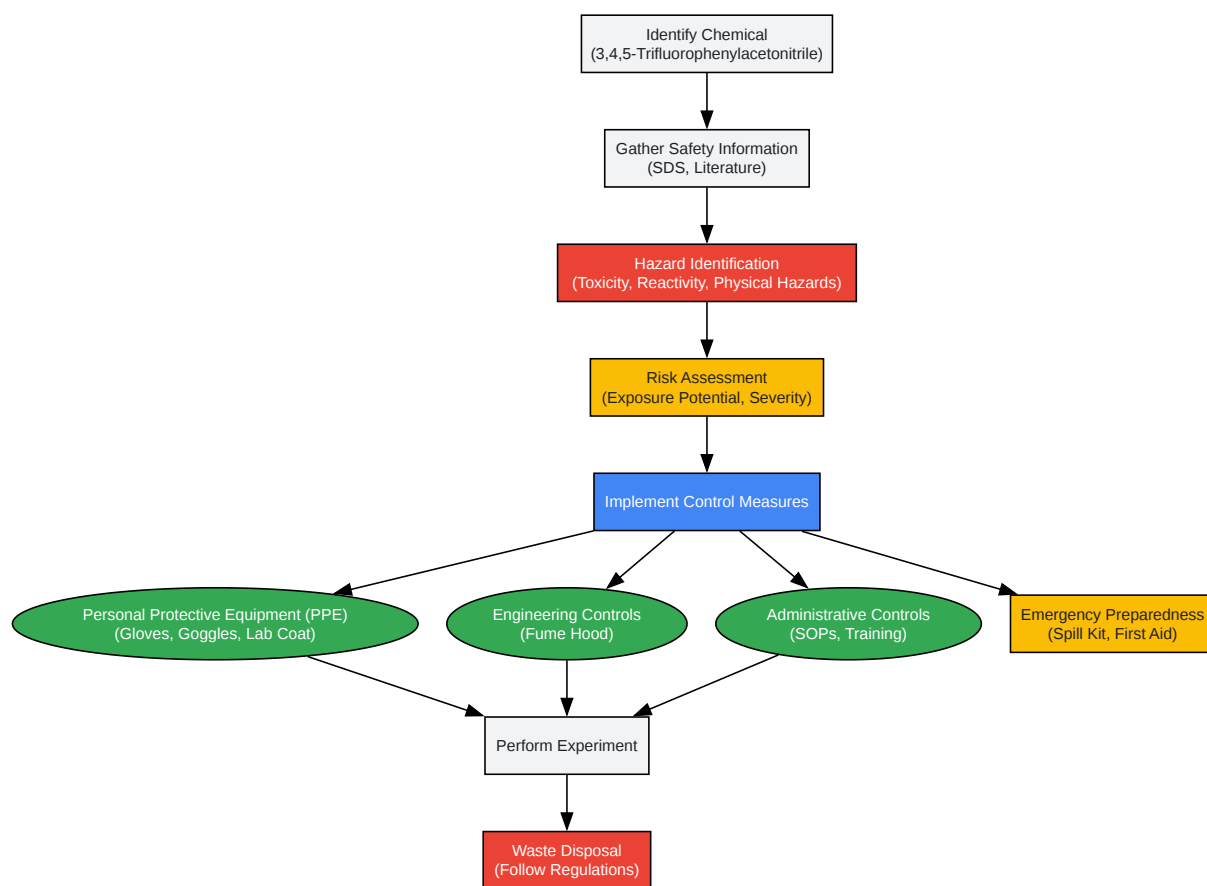 Identify Chemical
(3,4,5-Trifluorophenylacetonitrile)
Gather Safety Information
(SDS, Literature)
Hazard Identification
(Toxicity, Reactivity, Physical Hazards)
Risk Assessment
(Exposure Potential, Severity)
Implement Control Measures
Personal Protective Equipment (PPE)
(Gloves, Goggles, Lab Coat)
Engineering Controls
(Fume Hood)
Administrative Controls
(SOPs, Training)
Emergency Preparedness
(Spill Kit, First Aid)
Perform Experiment
Waste Disposal
(Follow Regulations)